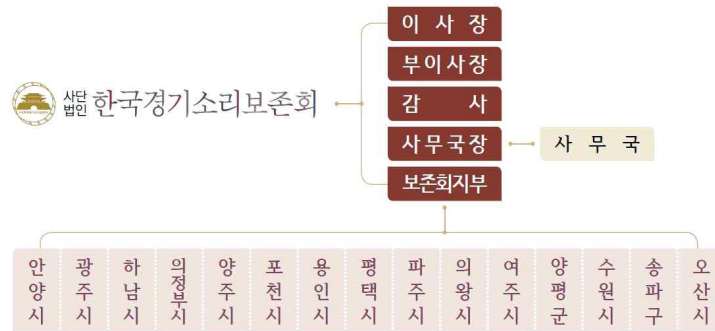 이 사 장
부이사장
감 사
사무국장
보존회지부
사 무 국
사단
법인
한국경기소리보존회
안양시
광주시
하남시
의정부시
양주시
포천시
용인시
평택시
파주시
의왕시
여주시
양평군
수원시
송파구
오산시